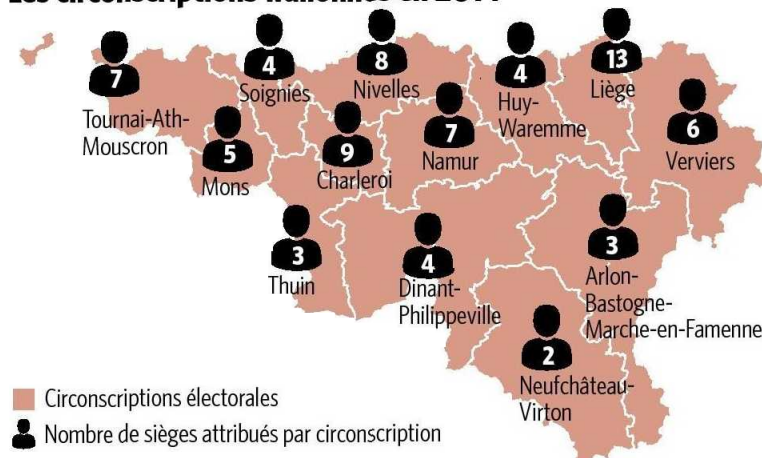 7
Tournai-Ath-
Mouscron
4
Soignies
8
Nivelles
4
Huy-
Waremme
13
Liège
6
Verviers
5
Mons
9
Charleroi
7
Namur
3
Thuin
4
Dinant-
Philippeville
3
Arlon-
Bastogne-
Marche-en-Famenne
2
Neufchâteau-
Virton
Circonscriptions électorales
Nombre de sièges attribués par circonscription